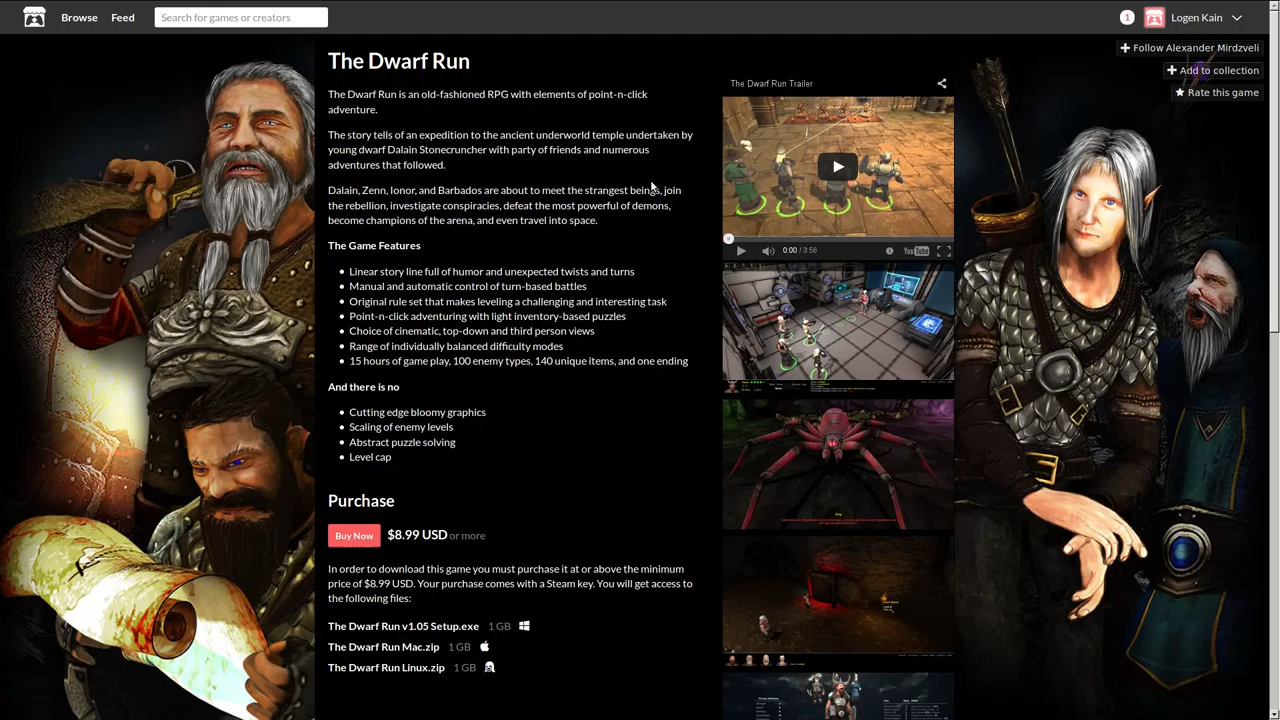 Browse Feed Search for games or creators 1 Logen Kain
Follow Alexander Mirdzveli
Add to collection
Rate this game
The Dwarf Run
The Dwarf Run is an old-fashioned RPG with elements of point-n-click
adventure.
The story tells of an expedition to the ancient underworld temple undertaken by
young dwarf Dalain Stonecruncher with party of friends and numerous
adventures that followed.
Dalain, Zenn, Ionor, and Barbados are about to meet the strangest beings, join
the rebellion, investigate conspiracies, defeat the most powerful of demons,
become champions of the arena, and even travel into space.
The Game Features
Linear story line full of humor and unexpected twists and turns
Manual and automatic control of turn-based battles
Original rule set that makes leveling a challenging and interesting task
Point-n-click adventuring with light inventory-based puzzles
Choice of cinematic, top-down and third person views
Range of individually balanced difficulty modes
15 hours of game play, 100 enemy types, 140 unique items, and one ending
And there is no
Cutting edge bloomy graphics
Scaling of enemy levels
Abstract puzzle solving
Level cap
Purchase
Buy Now $8.99 USD or more
In order to download this game you must purchase it at or above the minimum
price of $8.99 USD. Your purchase comes with a Steam key. You will get access to
the following files:
The Dwarf Run v1.05 Setup.exe 1 GB
The Dwarf Run Mac.zip 1 GB
The Dwarf Run Linux.zip 1 GB
The Dwarf Run Trailer
0:00 / 3:56 YouTube